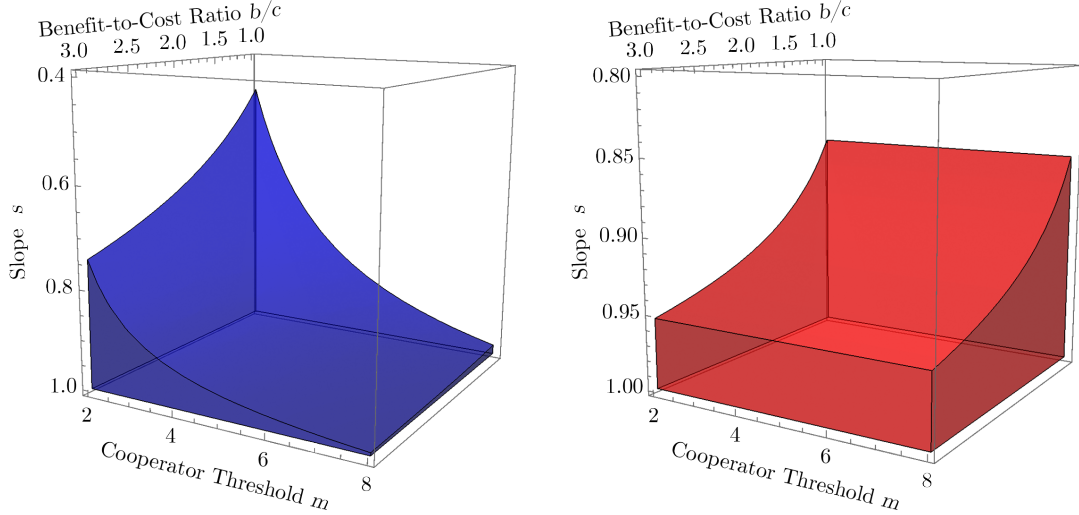 Benefit-to-Cost Ratio b/c
3.0 2.5 2.0 1.5 1.0
0.4
0.6
0.8
1.0
Slope s
2 4 6 8
Cooperator Threshold m
Benefit-to-Cost Ratio b/c
3.0 2.5 2.0 1.5 1.0
0.80
0.85
0.90
0.95
1.00
Slope s
2 4 6 8
Cooperator Threshold m